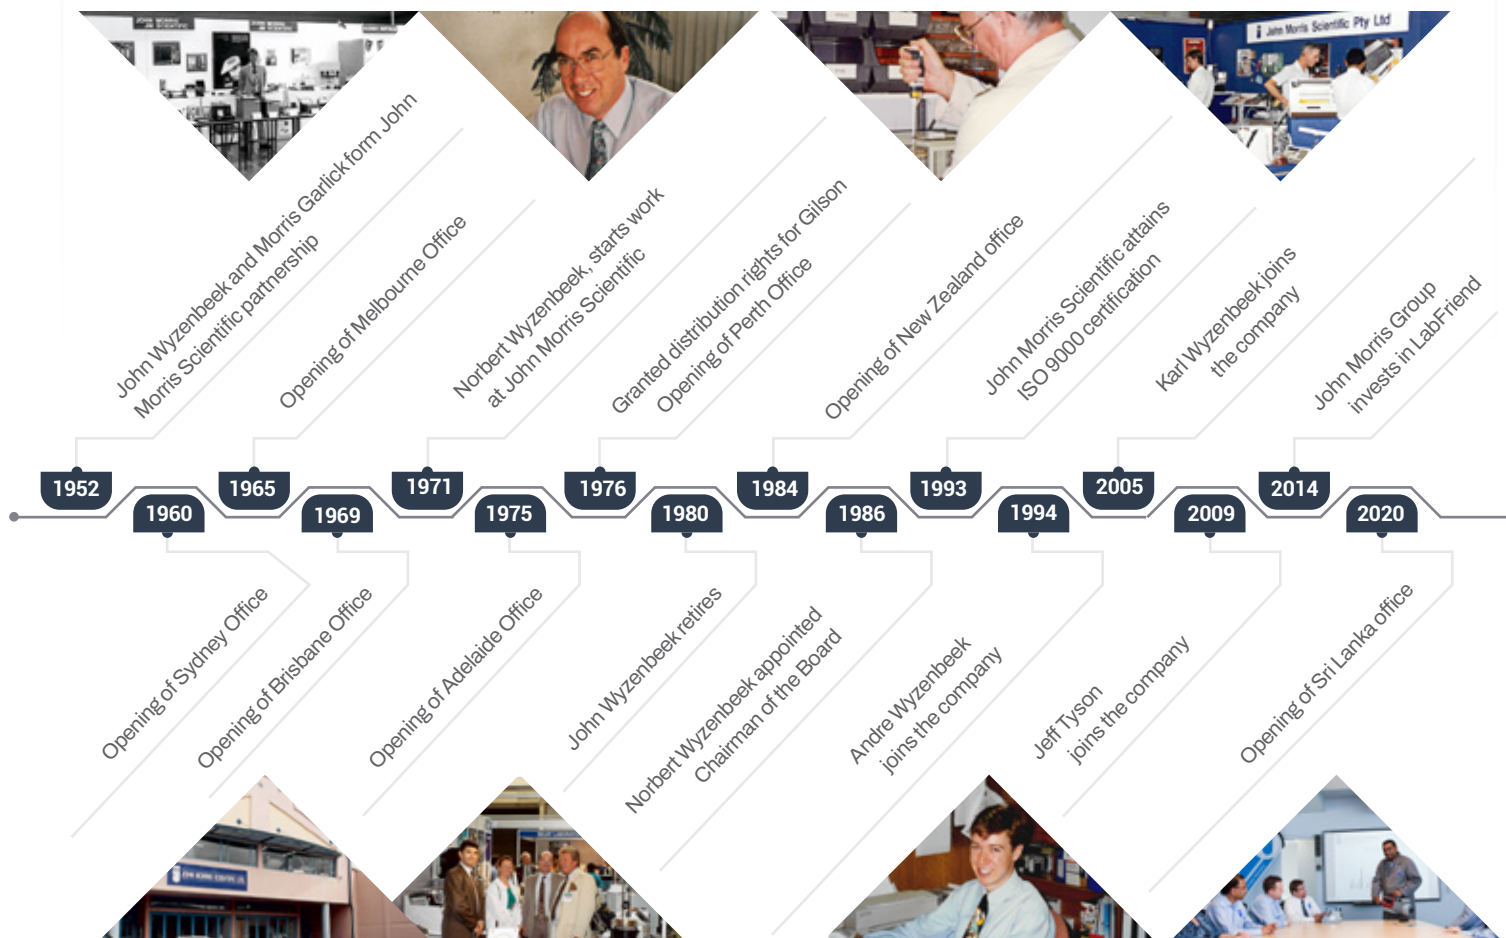 JOHN MORRIS
John Morris Scientific Pty Ltd
John Wyzenbeek and Morris Garlick form John
Morris Scientific partnership
Opening of Melbourne Office
Norbert Wyzenbeek, starts work
at John Morris Scientific
Granted distribution rights for Gilson
Opening of Perth Office
Opening of New Zealand office
John Morris Scientific attains
ISO 9000 certification
Karl Wyzenbeek joins
the company
John Morris Group
invests in LabFriend
1952
1965
1971
1976
1984
1993
2005
2014
1960
1969
1975
1980
1986
1994
2009
2020
Opening of Sydney Office
Opening of Brisbane Office
Opening of Adelaide Office
John Wyzenbeek retires
Norbert Wyzenbeek appointed
Chairman of the Board
Andre Wyzenbeek
joins the company
Jeff Tyson
joins the company
Opening of Sri Lanka office